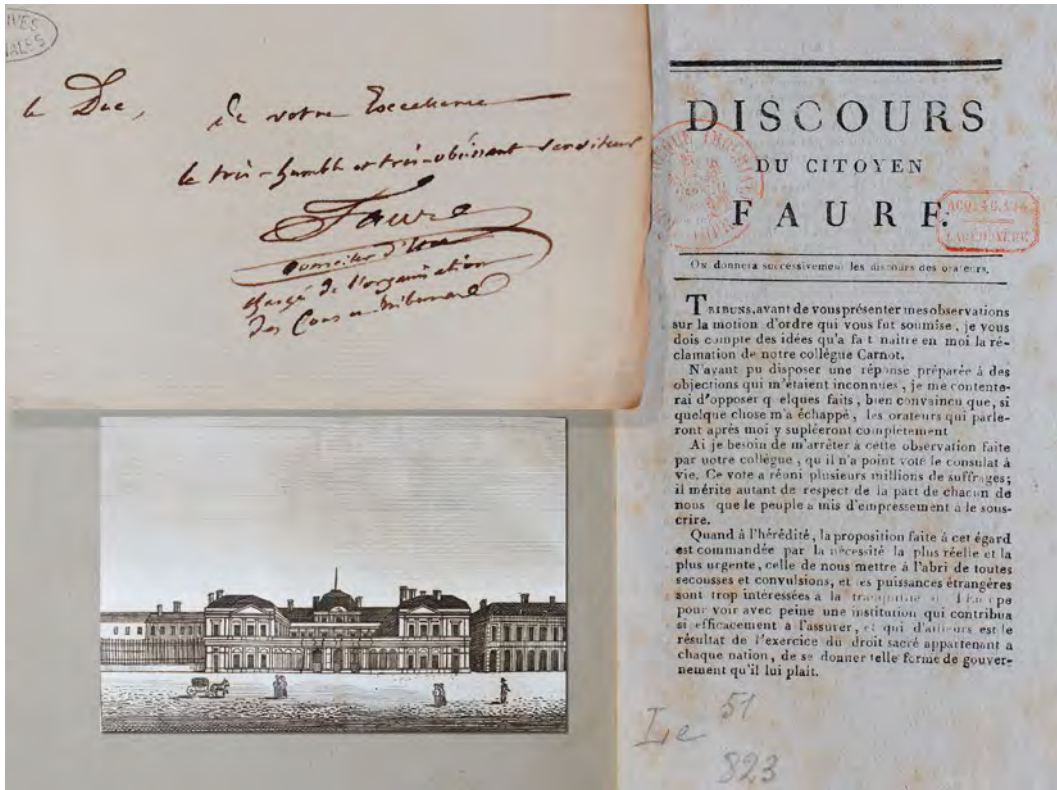 le Duc,
De votre Excellence
le très-humble et très-obéissant serviteur
Faure
Conseiller d'Etat
chargé de l'organisation
des Cours et Tribunaux
DISCOURS
DU CITOYEN
FAURE.
On donnera successivement les discours des orateurs.
TRIBUNS, avant de vous présenter mes observations
sur la motion d'ordre qui vous fut soumise, je vous
dois compte des idées qu'a fa t naitre en moi la ré-
clamation de notre collègue Carnot.
N'ayant pu disposer une réponse préparée à des
objections qui m'étaient inconnues, je me contente-
rai d'opposer q elques faits, bien convaincu que, si
quelque chose m'a échappé, les orateurs qui parle-
ront après moi y supléeront complètement
Ai je besoin de m'arrêter à cette observation faite
par notre collègue, qu il n'a point voté le consulat à
vie. Ce vote a réuni plusieurs millions de suffrages;
il mérite autant de respect de la part de chacun de
nous que le peuple a mis d'empressement à le sous-
crire.
Quand à l'hérédité, la proposition faite à cet égard
est commandée par la nécessité la plus réelle et la
plus urgente, celle de nous mettre à l'abri de toutes
secousses et convulsions, et les puissances étrangères
sont trop intéressées a la
pour voir avec peine une institution qui contribua
si efficacement a l'assurer, et qui d'ailleurs est le
résultat de l'exercice du droit sacré appartenant a
chaque nation, de se donner telle forme de gouver-
nement qu'il lui plait.
Le 51
823